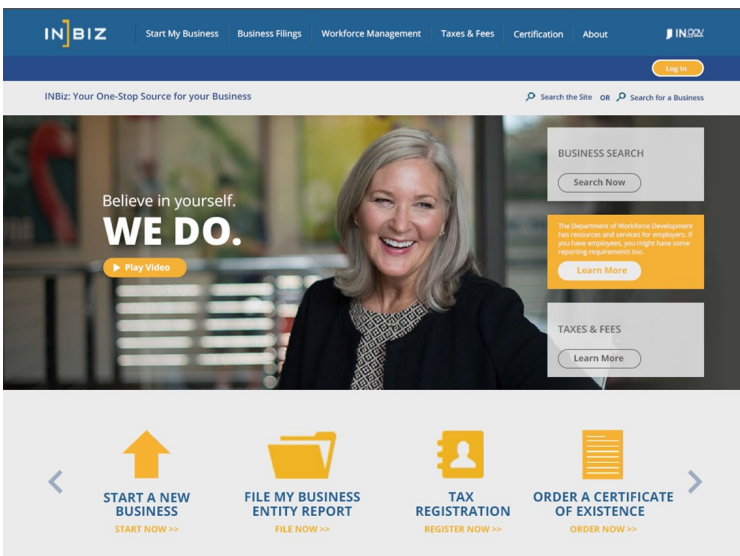 IN]BIZ
Start My Business
Business Filings
Workforce Management
Taxes & Fees
Certification
About
IN.gov
Log In
INBiz: Your One-Stop Source for your Business
Search the Site OR Search for a Business
Believe in yourself.
WE DO.
Play Video
BUSINESS SEARCH
Search Now
The Department of Workforce Development
has resources and services for employers. If
you have employees, you might have some
reporting requirements too.
Learn More
TAXES & FEES
Learn More
START A NEW
BUSINESS
START NOW >>
FILE MY BUSINESS
ENTITY REPORT
FILE NOW >>
TAX
REGISTRATION
REGISTER NOW >>
ORDER A CERTIFICATE
OF EXISTENCE
ORDER NOW >>